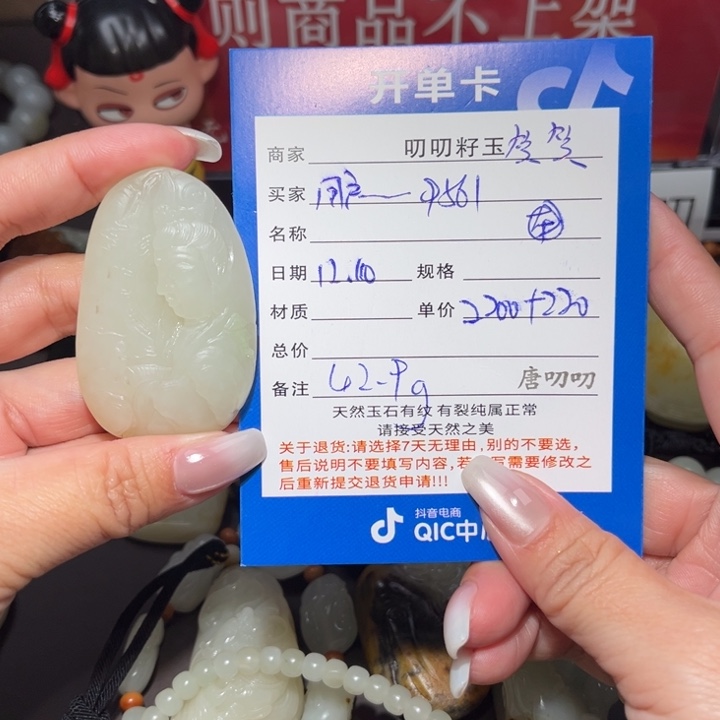 则商品不上架
开单卡
商家 叨叨籽玉
买家 用户 9561
名称
日期 12.10 规格
材质 单价 2200+220
总价
备注 62.9g 唐叨叨
天然玉石有纹 有裂纯属正常
请接受天然之美
关于退货:请选择7天无理由,别的不要选,
售后说明不要填写内容,若 写需要修改之
后重新提交退货申请!!!
抖音电商
QIC中